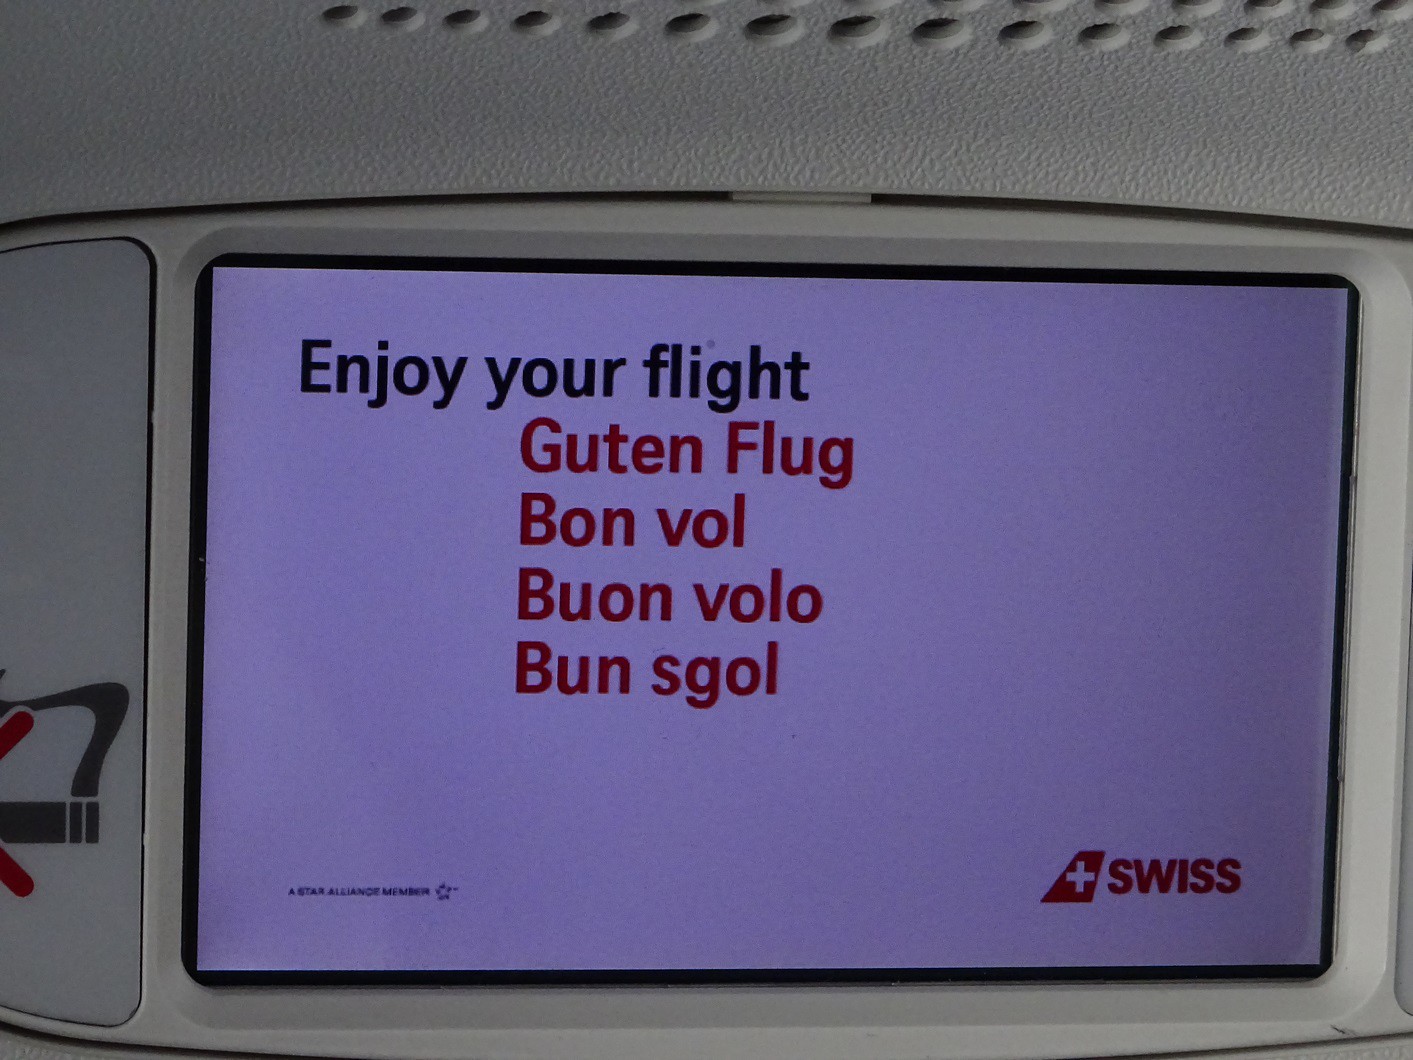 Enjoy your flight
Guten Flug
Bon vol
Buon volo
Bun sgol
A STAR ALLIANCE MEMBER
SWISS